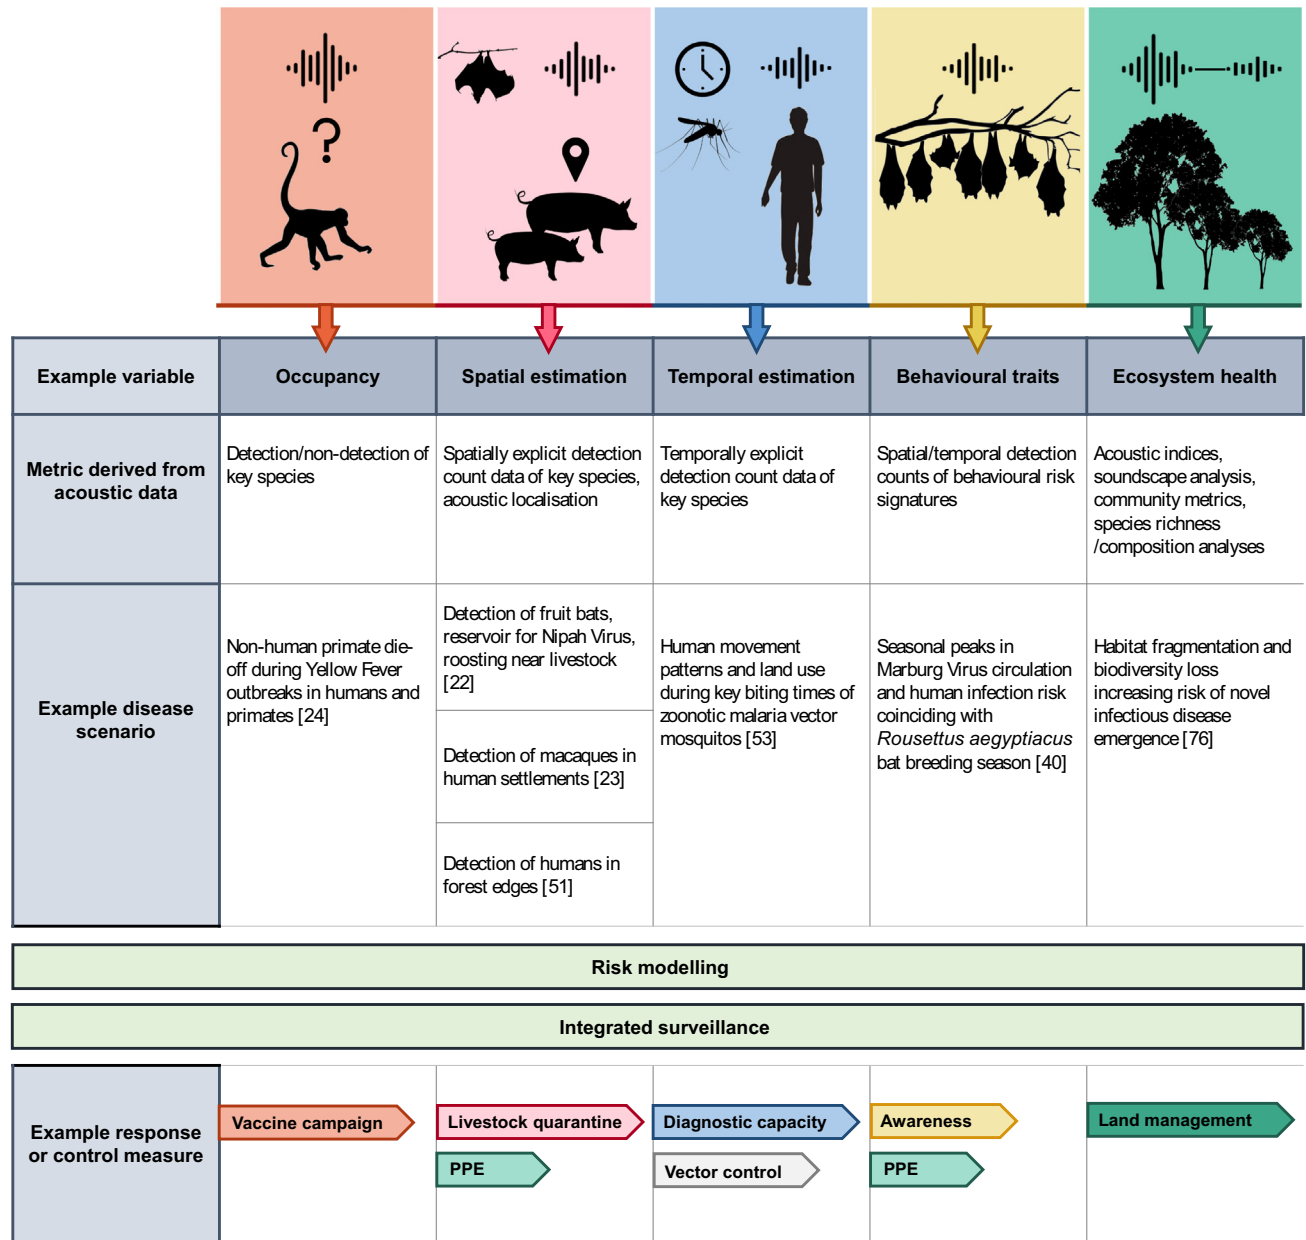 ?
Example variable
Occupancy
Spatial estimation
Temporal estimation
Behavioural traits
Ecosystem health
Metric derived from
acoustic data
Detection/non-detection of
key species
Spatially explicit detection
count data of key species,
acoustic localisation
Temporally explicit
detection count data of
key species
Spatial/temporal detection
counts of behavioural risk
signatures
Acoustic indices,
soundscape analysis,
community metrics,
species richness
/composition analyses
Example disease
scenario
Non-human primate die-
off during Yellow Fever
outbreaks in humans and
primates [24]
Detection of fruit bats,
reservoir for Nipah Virus,
roosting near livestock
[22]
Detection of macaques in
human settlements [23]
Detection of humans in
forest edges [51]
Human movement
patterns and land use
during key biting times of
zoonotic malaria vector
mosquitos [53]
Seasonal peaks in
Marburg Virus circulation
and human infection risk
coinciding with
Rousettus aegyptiacus
bat breeding season [40]
Habitat fragmentation and
biodiversity loss
increasing risk of novel
infectious disease
emergence [76]
Risk modelling
Integrated surveillance
Example response
or control measure
Vaccine campaign
Livestock quarantine
PPE
Diagnostic capacity
Vector control
Awareness
PPE
Land management